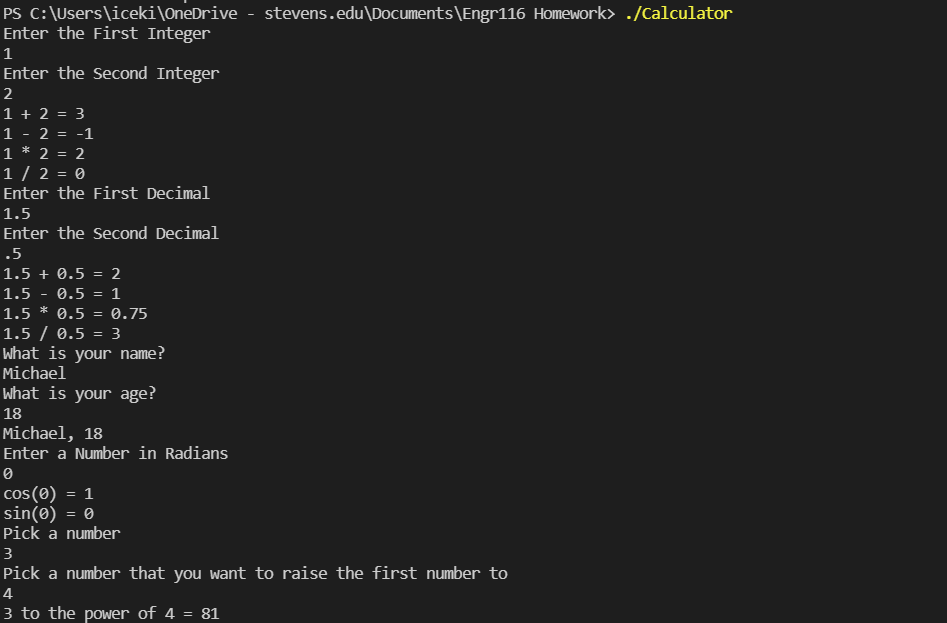 PS C:\Users\iceki\OneDrive - stevens.edu\Documents\Engr116 Homework> ./Calculator
Enter the First Integer
1
Enter the Second Integer
2
1 + 2 = 3
1 - 2 = -1
1 * 2 = 2
1 / 2 = 0
Enter the First Decimal
1.5
Enter the Second Decimal
.5
1.5 + 0.5 = 2
1.5 - 0.5 = 1
1.5 * 0.5 = 0.75
1.5 / 0.5 = 3
What is your name?
Michael
What is your age?
18
Michael, 18
Enter a Number in Radians
0
cos(0) = 1
sin(0) = 0
Pick a number
3
Pick a number that you want to raise the first number to
4
3 to the power of 4 = 81